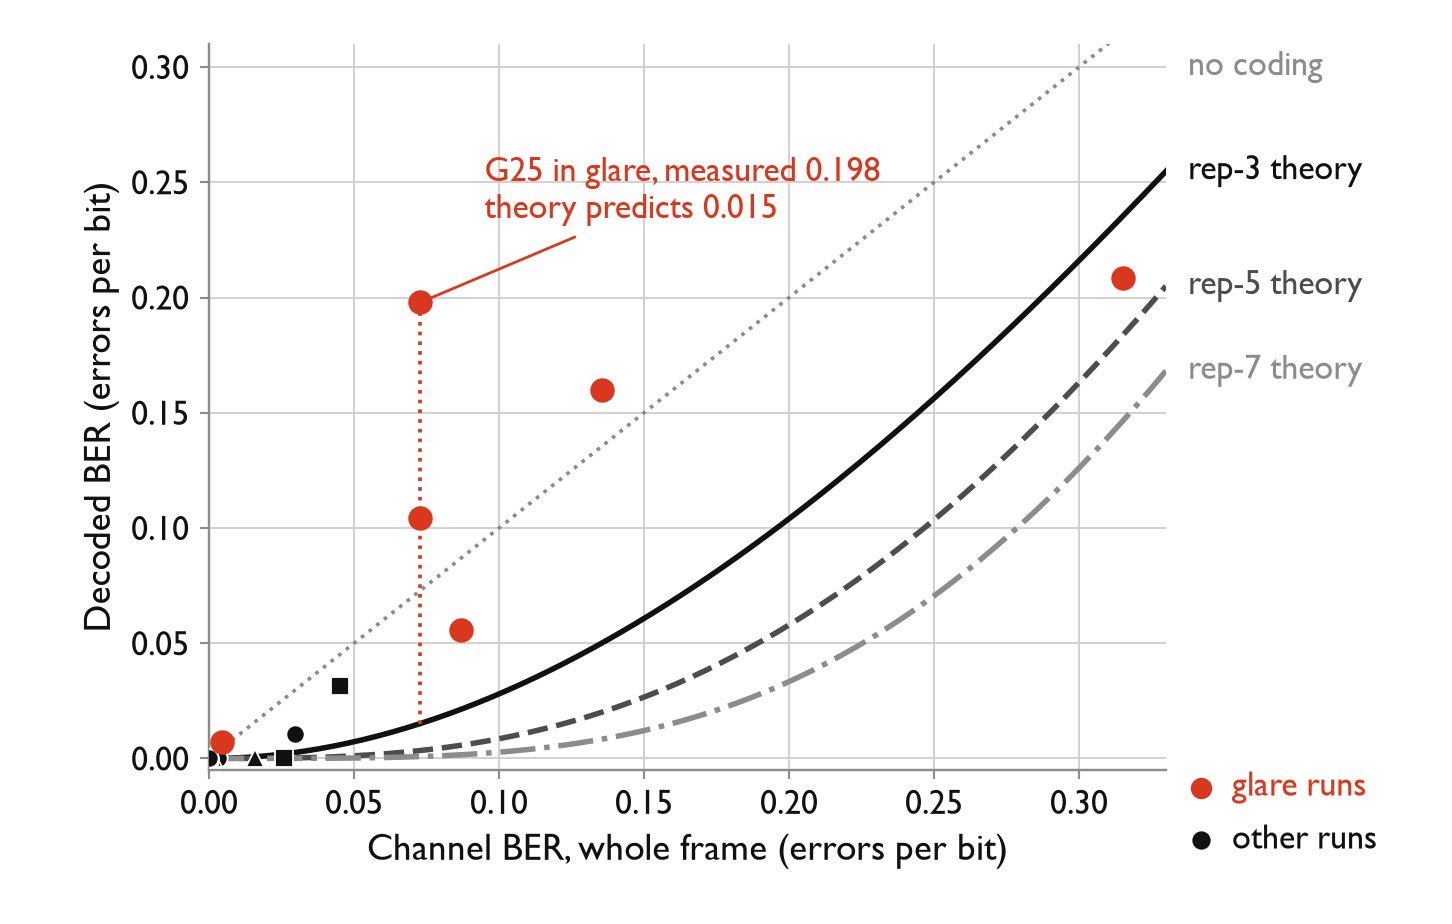 0.30
0.25
0.20
0.15
0.10
0.05
0.00
Decoded BER (errors per bit)
G25 in glare, measured 0.198
theory predicts 0.015
no coding
rep-3 theory
rep-5 theory
rep-7 theory
0.00 0.05 0.10 0.15 0.20 0.25 0.30
Channel BER, whole frame (errors per bit)
glare runs
other runs